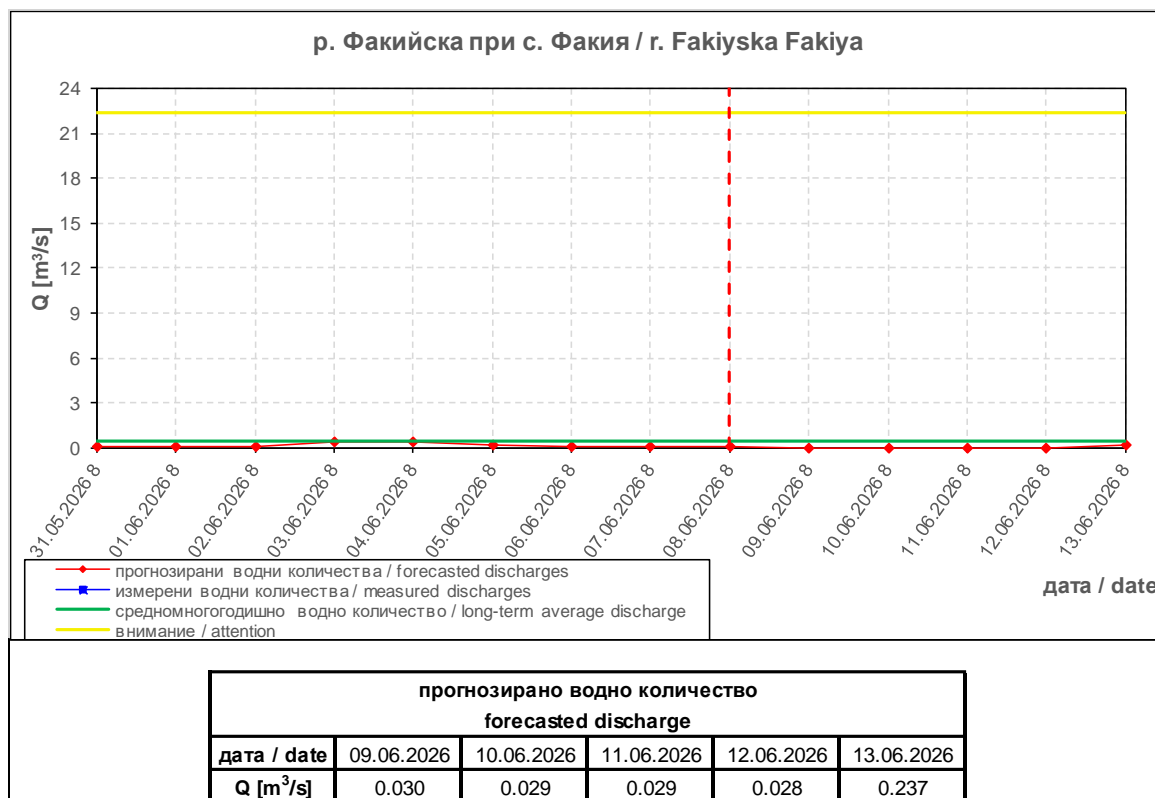 р. Факийска при с. Факия / r. Fakiyska Fakiya
Q [m³/s]
24
21
18
15
12
9
6
3
0
31.05.2026 8
01.06.2026 8
02.06.2026 8
03.06.2026 8
04.06.2026 8
05.06.2026 8
06.06.2026 8
07.06.2026 8
08.06.2026 8
09.06.2026 8
10.06.2026 8
11.06.2026 8
12.06.2026 8
13.06.2026 8
дата / date
прогнозирани водни количества / forecasted discharges
измерени водни количества / measured discharges
средномногогодишно водно количество / long-term average discharge
внимание / attention
прогнозирано водно количество
forecasted discharge
дата / date 09.06.2026 10.06.2026 11.06.2026 12.06.2026 13.06.2026
Q [m³/s] 0.030 0.029 0.029 0.028 0.237